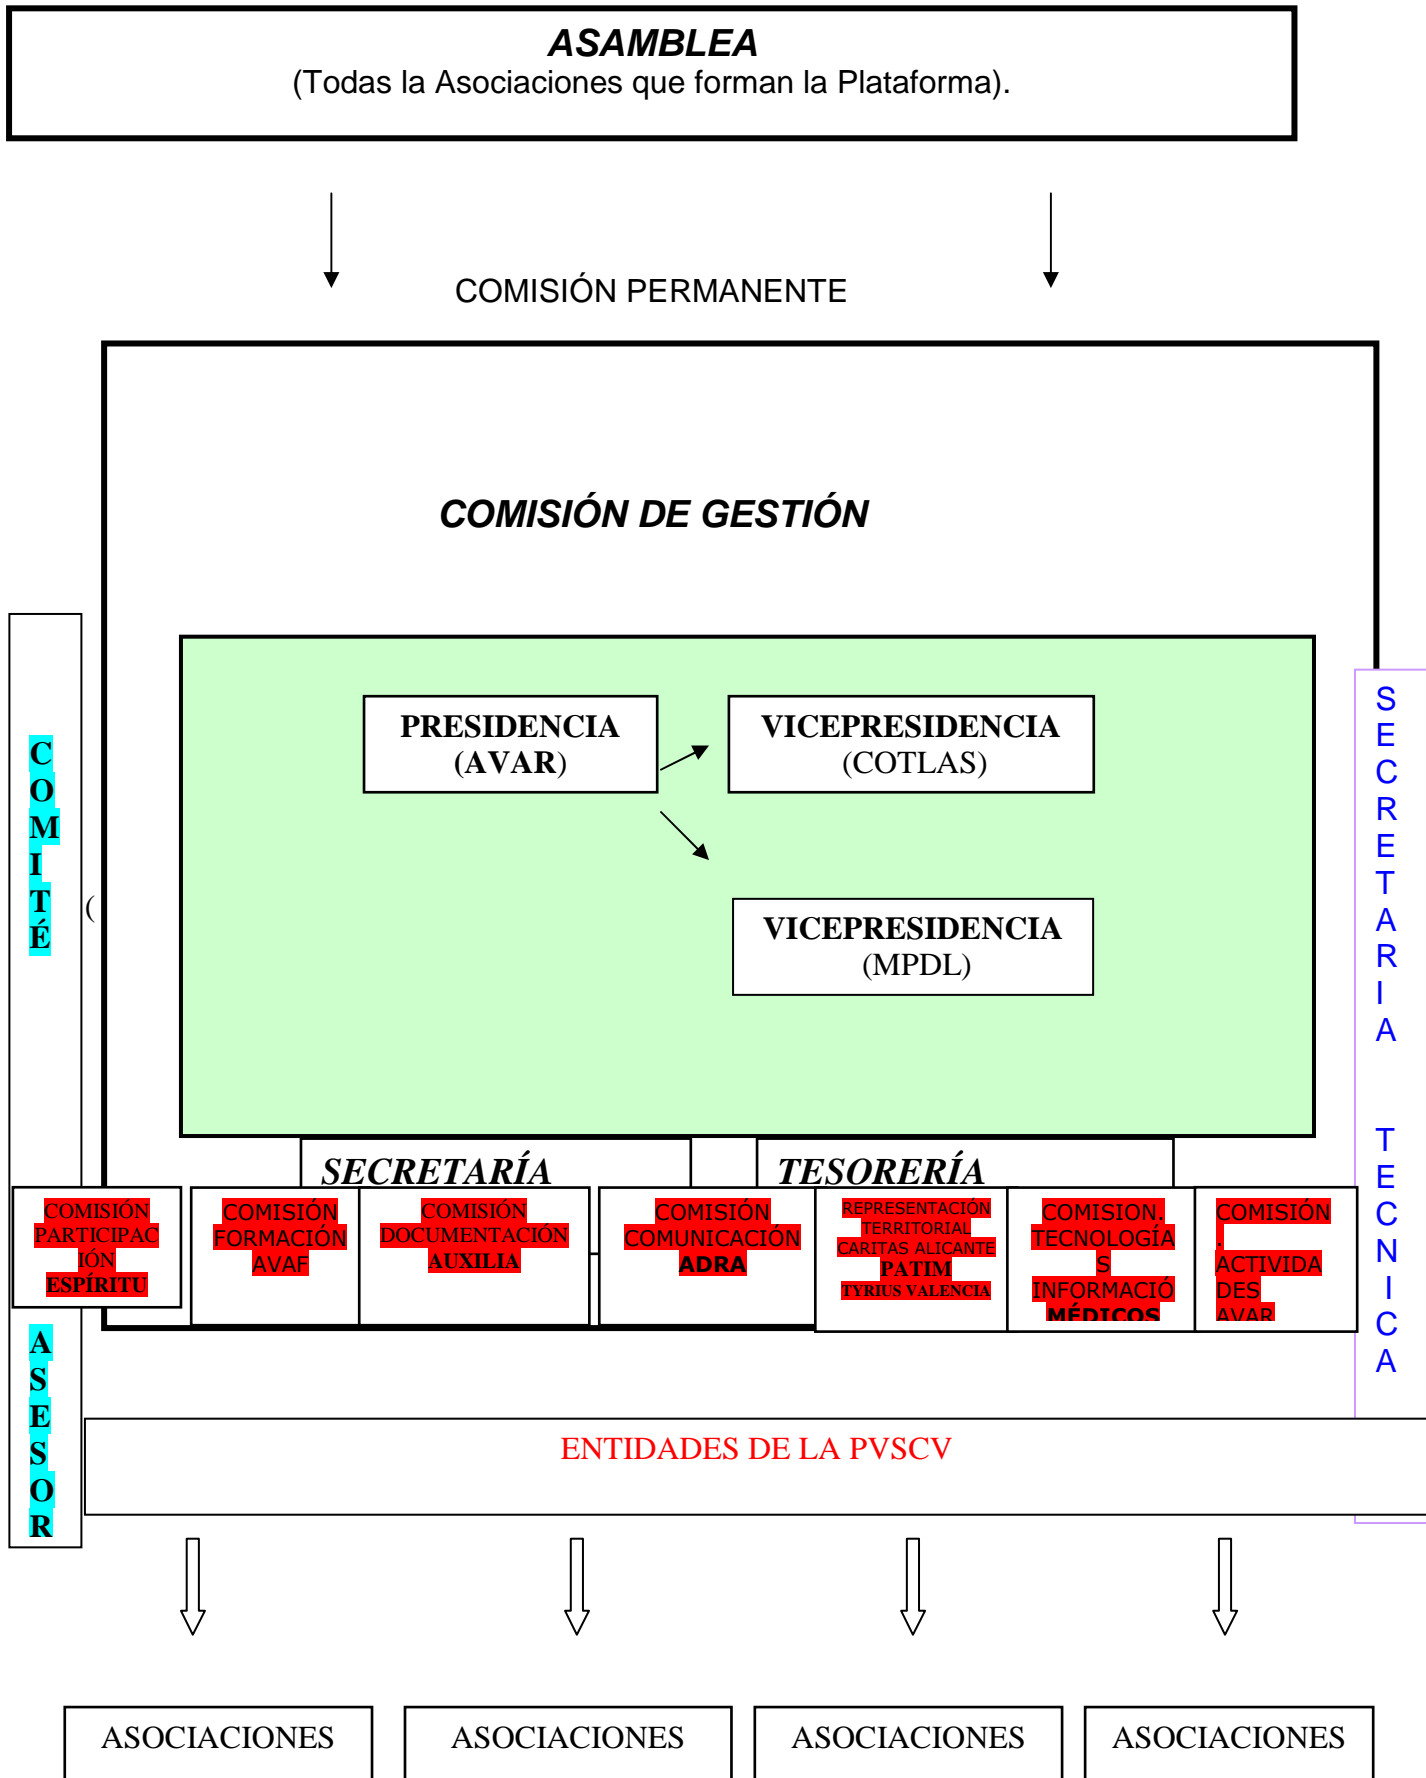 ASAMBLEA
(Todas la Asociaciones que forman la Plataforma).
COMISIÓN PERMANENTE
COMISIÓN DE GESTIÓN
PRESIDENCIA
(AVAR)
VICEPRESIDENCIA
(COTLAS)
VICEPRESIDENCIA
(MPDL)
C
O
M
I
T
É
A
S
E
S
O
R
(
S
E
C
R
E
T
A
R
I
A
T
E
C
N
I
C
A
SECRETARÍA
TESORERÍA
COMISIÓN
PARTICIPAC
IÓN
ESPÍRITU
COMISIÓN
FORMACIÓN
AVAF
COMISIÓN
DOCUMENTACIÓN
AUXILIA
COMISIÓN
COMUNICACIÓN
ADRA
REPRESENTACIÓN
TERRITORIAL
CARITAS ALICANTE
PATIM
TYRIUS VALENCIA
COMISION.
TECNOLOGÍA
S
INFORMACIÓ
MÉDICOS
COMISIÓN
.
ACTIVIDA
DES
AVAR
ENTIDADES DE LA PVSCV
ASOCIACIONES
ASOCIACIONES
ASOCIACIONES
ASOCIACIONES